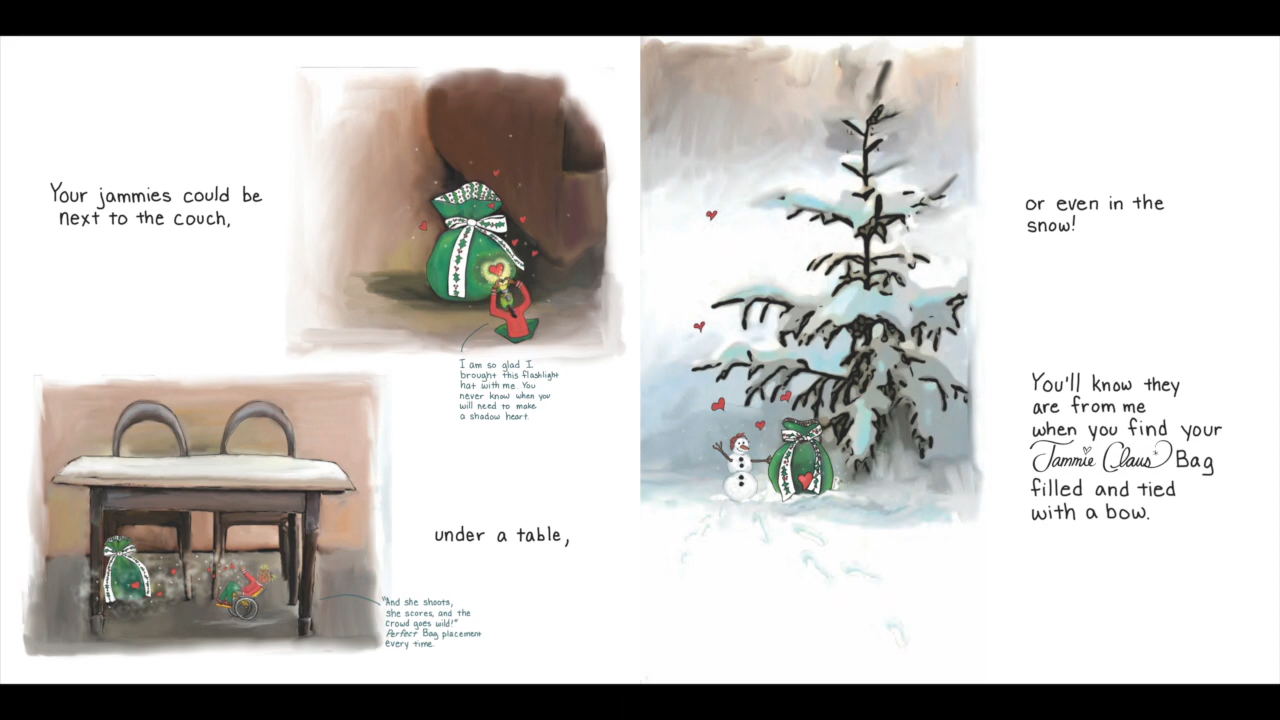 Your jammies could be
next to the couch,
I am so glad I
brought this flashlight
hat with me. You
never know when you
will need to make
a shadow heart.
under a table,
"And she shoots,
she scores, and the
crowd goes wild!"
Perfect Bag placement
every time.
or even in the
snow!
You'll know they
are from me
when you find your
Jammie Claus* Bag
filled and tied
with a bow.